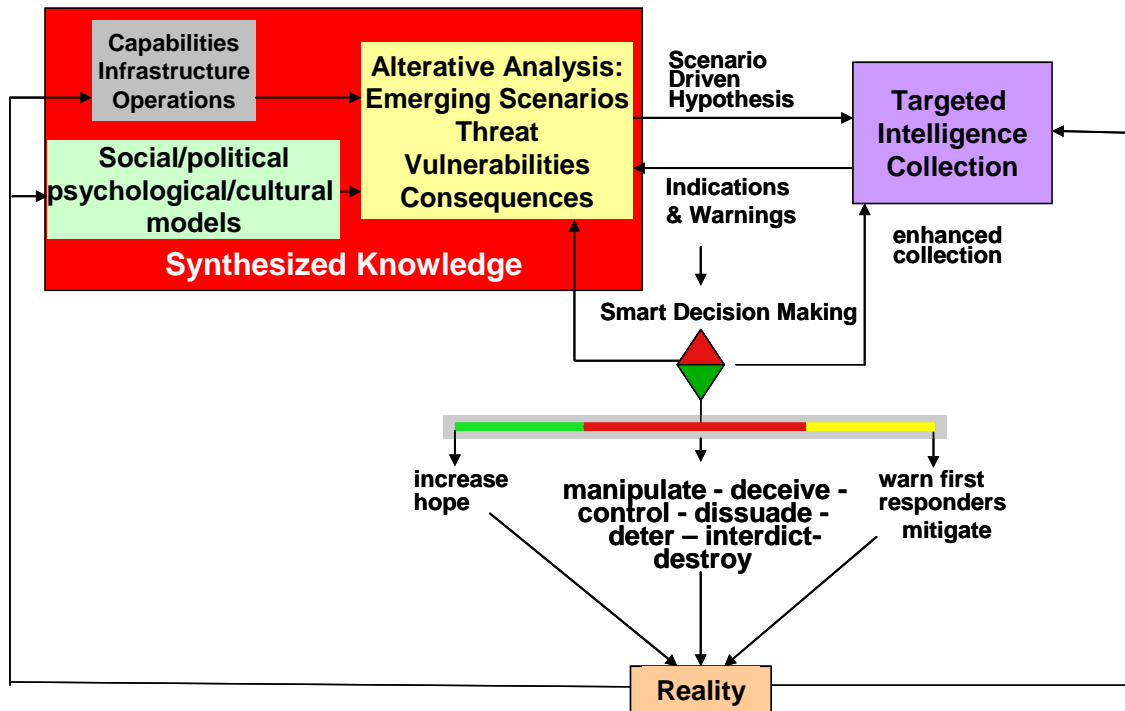 Capabilities
Infrastructure
Operations
Social/political
psychological/cultural
models
Alterative Analysis:
Emerging Scenarios
Threat
Vulnerabilities
Consequences
Synthesized Knowledge
Scenario
Driven
Hypothesis
Targeted
Intelligence
Collection
Indications
& Warnings
enhanced
collection
Smart Decision Making
increase
hope
manipulate - deceive -
control - dissuade -
deter – interdict-
destroy
warn first
responders
mitigate
Reality